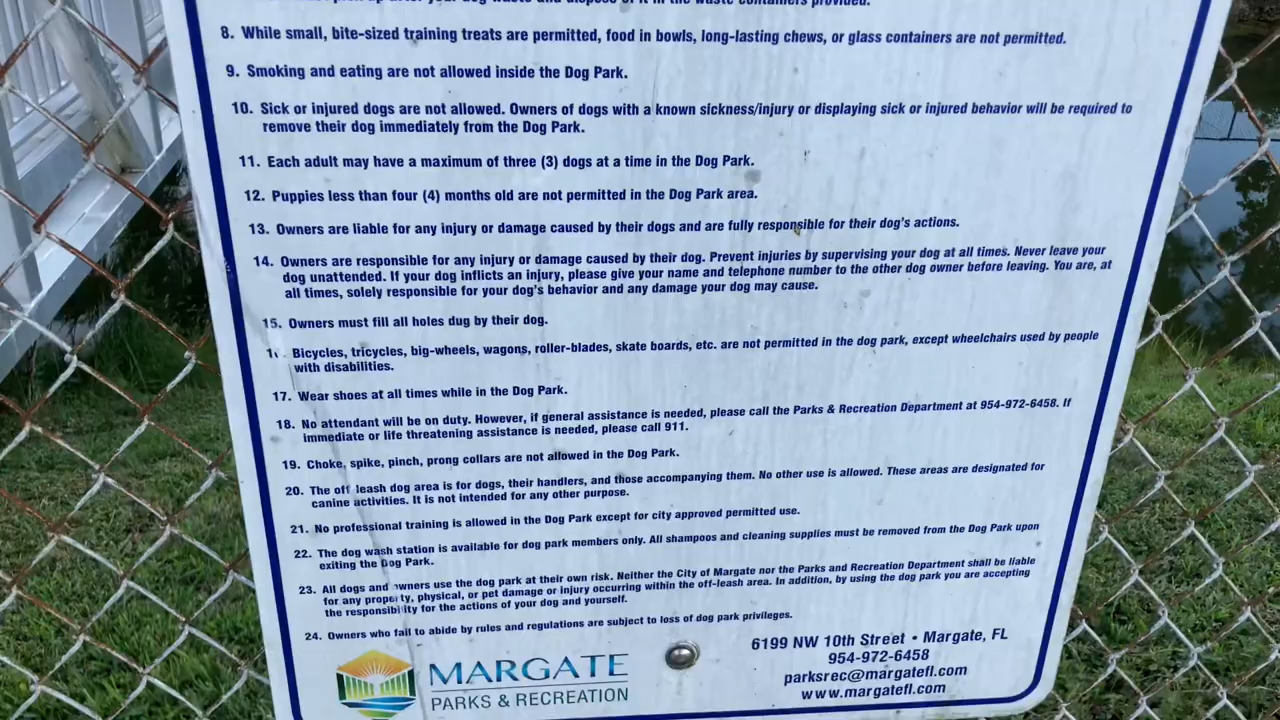 8. While small, bite-sized training treats are permitted, food in bowls, long-lasting chews, or glass containers are not permitted.
9. Smoking and eating are not allowed inside the Dog Park.
10. Sick or injured dogs are not allowed. Owners of dogs with a known sickness/injury or displaying sick or injured behavior will be required to
remove their dog immediately from the Dog Park.
11. Each adult may have a maximum of three (3) dogs at a time in the Dog Park.
12. Puppies less than four (4) months old are not permitted in the Dog Park area.
13. Owners are liable for any injury or damage caused by their dogs and are fully responsible for their dog's actions.
14. Owners are responsible for any injury or damage caused by their dog. Prevent injuries by supervising your dog at all times. Never leave your
dog unattended. If your dog inflicts an injury, please give your name and telephone number to the other dog owner before leaving. You are, at
all times, solely responsible for your dog's behavior and any damage your dog may cause.
15. Owners must fill all holes dug by their dog.
Bicycles, tricycles, big-wheels, wagons, roller-blades, skate boards, etc. are not permitted in the dog park, except wheelchairs used by people
with disabilities.
17. Wear shoes at all times while in the Dog Park.
18. No attendant will be on duty. However, if general assistance is needed, please call the Parks & Recreation Department at 954-972-6458. If
immediate or life threatening assistance is needed, please call 911.
19. Choke, spike, pinch, prong collars are not allowed in the Dog Park.
20. The off leash dog area is for dogs, their handlers, and those accompanying them. No other use is allowed. These areas are designated for
canine activities. It is not intended for any other purpose.
21. No professional training is allowed in the Dog Park except for city approved permitted use.
22. The dog wash station is available for dog park members only. All shampoos and cleaning supplies must be removed from the Dog Park upon
exiting the Dog Park.
23. All dogs and owners use the dog park at their own risk. Neither the City of Margate nor the Parks and Recreation Department shall be liable
for any property, physical, or pet damage or injury occurring within the off-leash area. In addition, by using the dog park you are accepting
the responsibility for the actions of your dog and yourself.
24. Owners who fail to abide by rules and regulations are subject to loss of dog park privileges.
MARGATE
PARKS & RECREATION
6199 NW 10th Street • Margate, FL
954-972-6458
parksrec@margatefl.com
www.margatefl.com